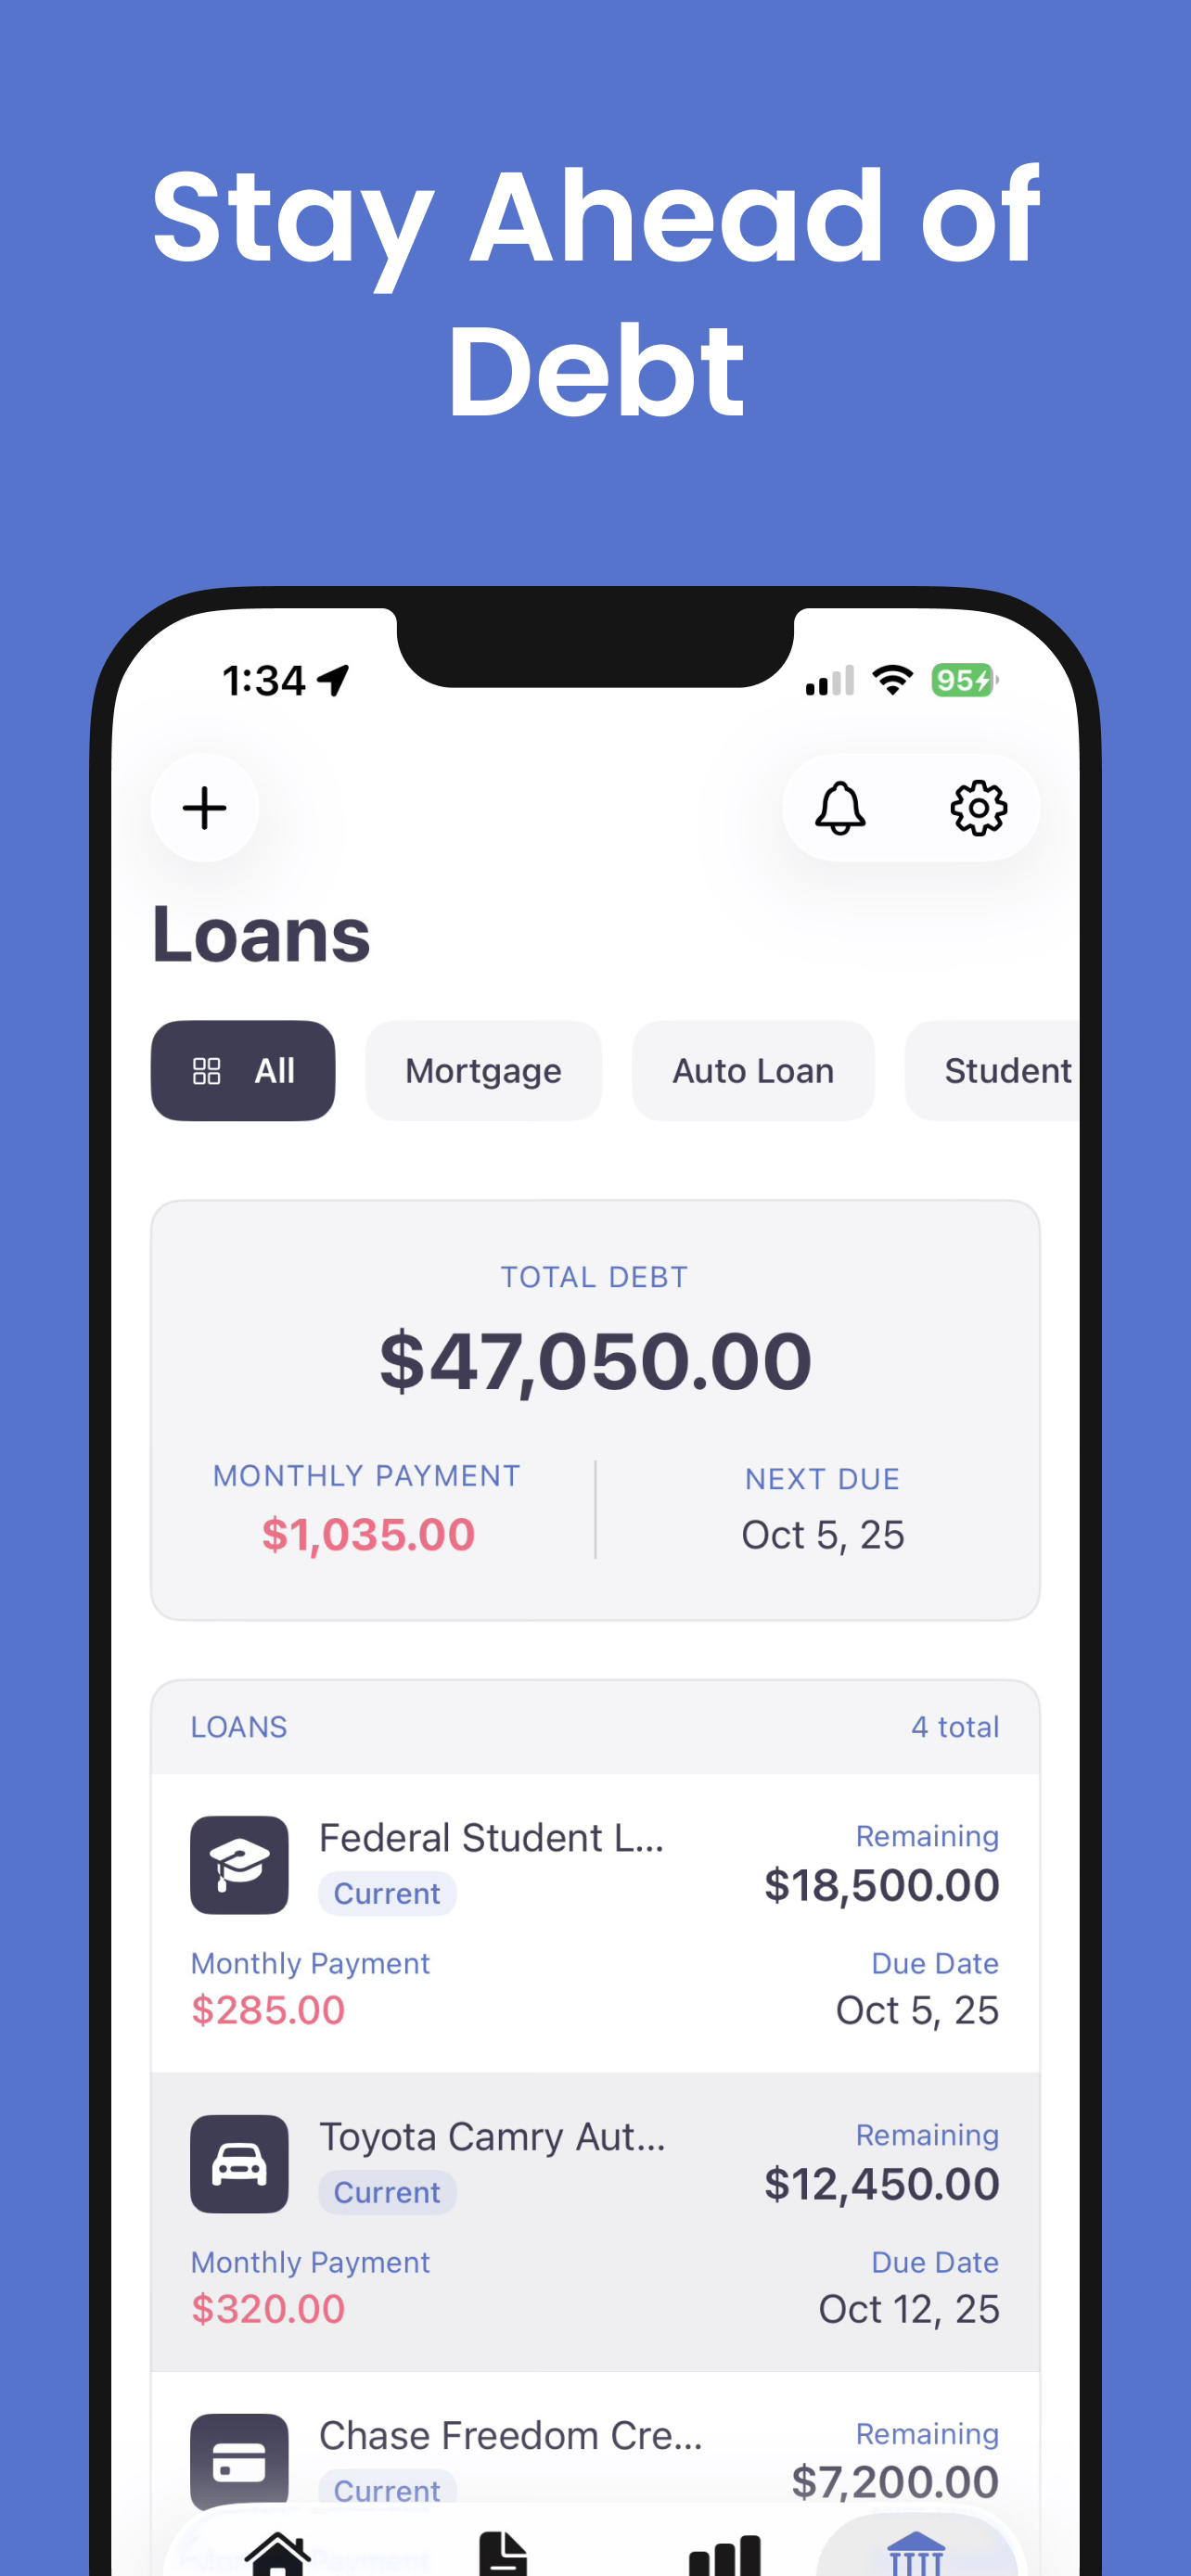 Stay Ahead of
Debt
1:34
95
Loans
All Mortgage Auto Loan Student
TOTAL DEBT
$47,050.00
MONTHLY PAYMENT NEXT DUE
$1,035.00 Oct 5, 25
LOANS 4 total
Federal Student L... Remaining
Current $18,500.00
Monthly Payment Due Date
$285.00 Oct 5, 25
Toyota Camry Aut... Remaining
Current $12,450.00
Monthly Payment Due Date
$320.00 Oct 12, 25
Chase Freedom Cre... Remaining
Current $7,200.00